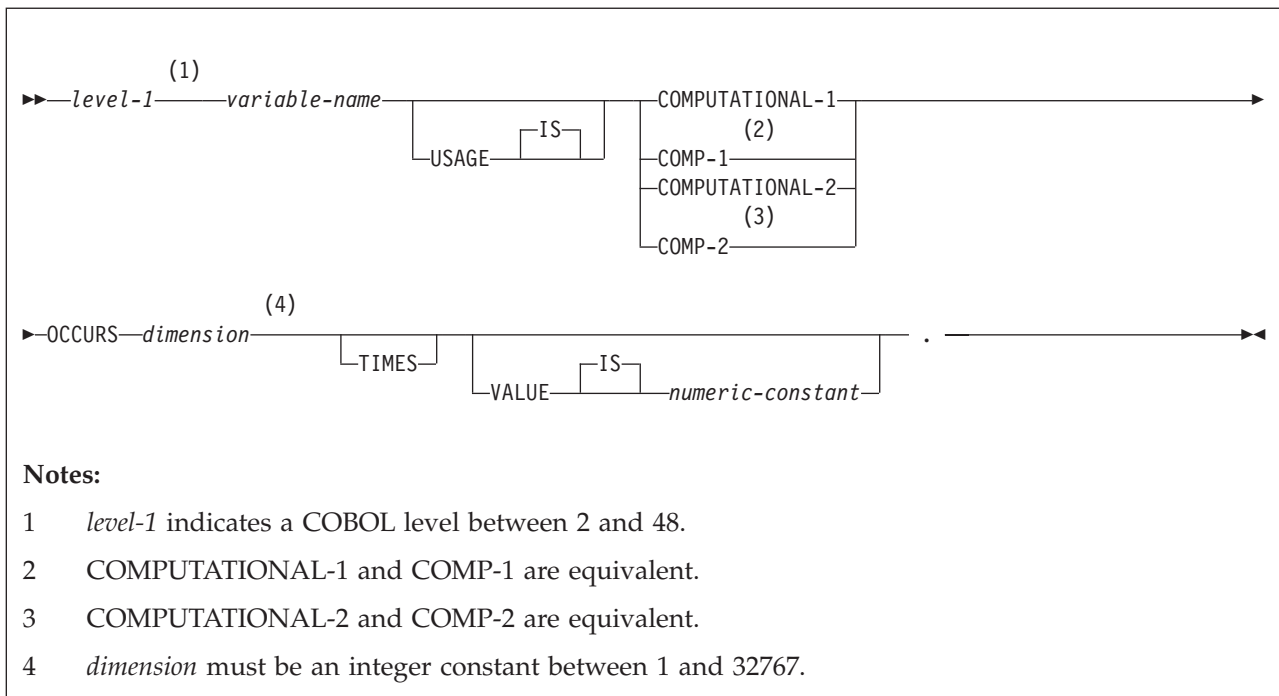 (1)
level-1 variable-name COMPUTATIONAL-1
IS (2)
USAGE COMP-1
COMPUTATIONAL-2
(3)
COMP-2
(4)
OCCURS dimension .
TIMES IS
VALUE numeric-constant
Notes:
1 level-1 indicates a COBOL level between 2 and 48.
2 COMPUTATIONAL-1 and COMP-1 are equivalent.
3 COMPUTATIONAL-2 and COMP-2 are equivalent.
4 dimension must be an integer constant between 1 and 32767.